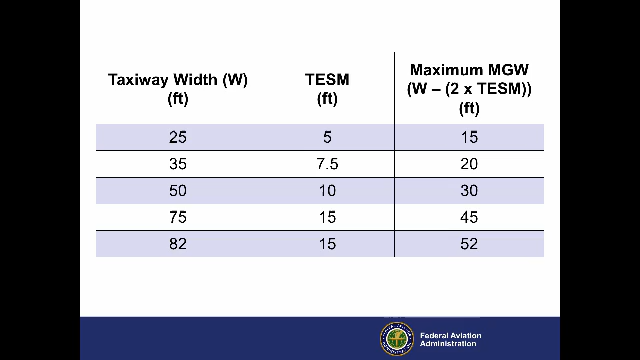 Taxiway Width (W) (ft) TESM (ft) Maximum MGW (W – (2 x TESM)) (ft)
25 5 15
35 7.5 20
50 10 30
75 15 45
82 15 52
Federal Aviation
Administration